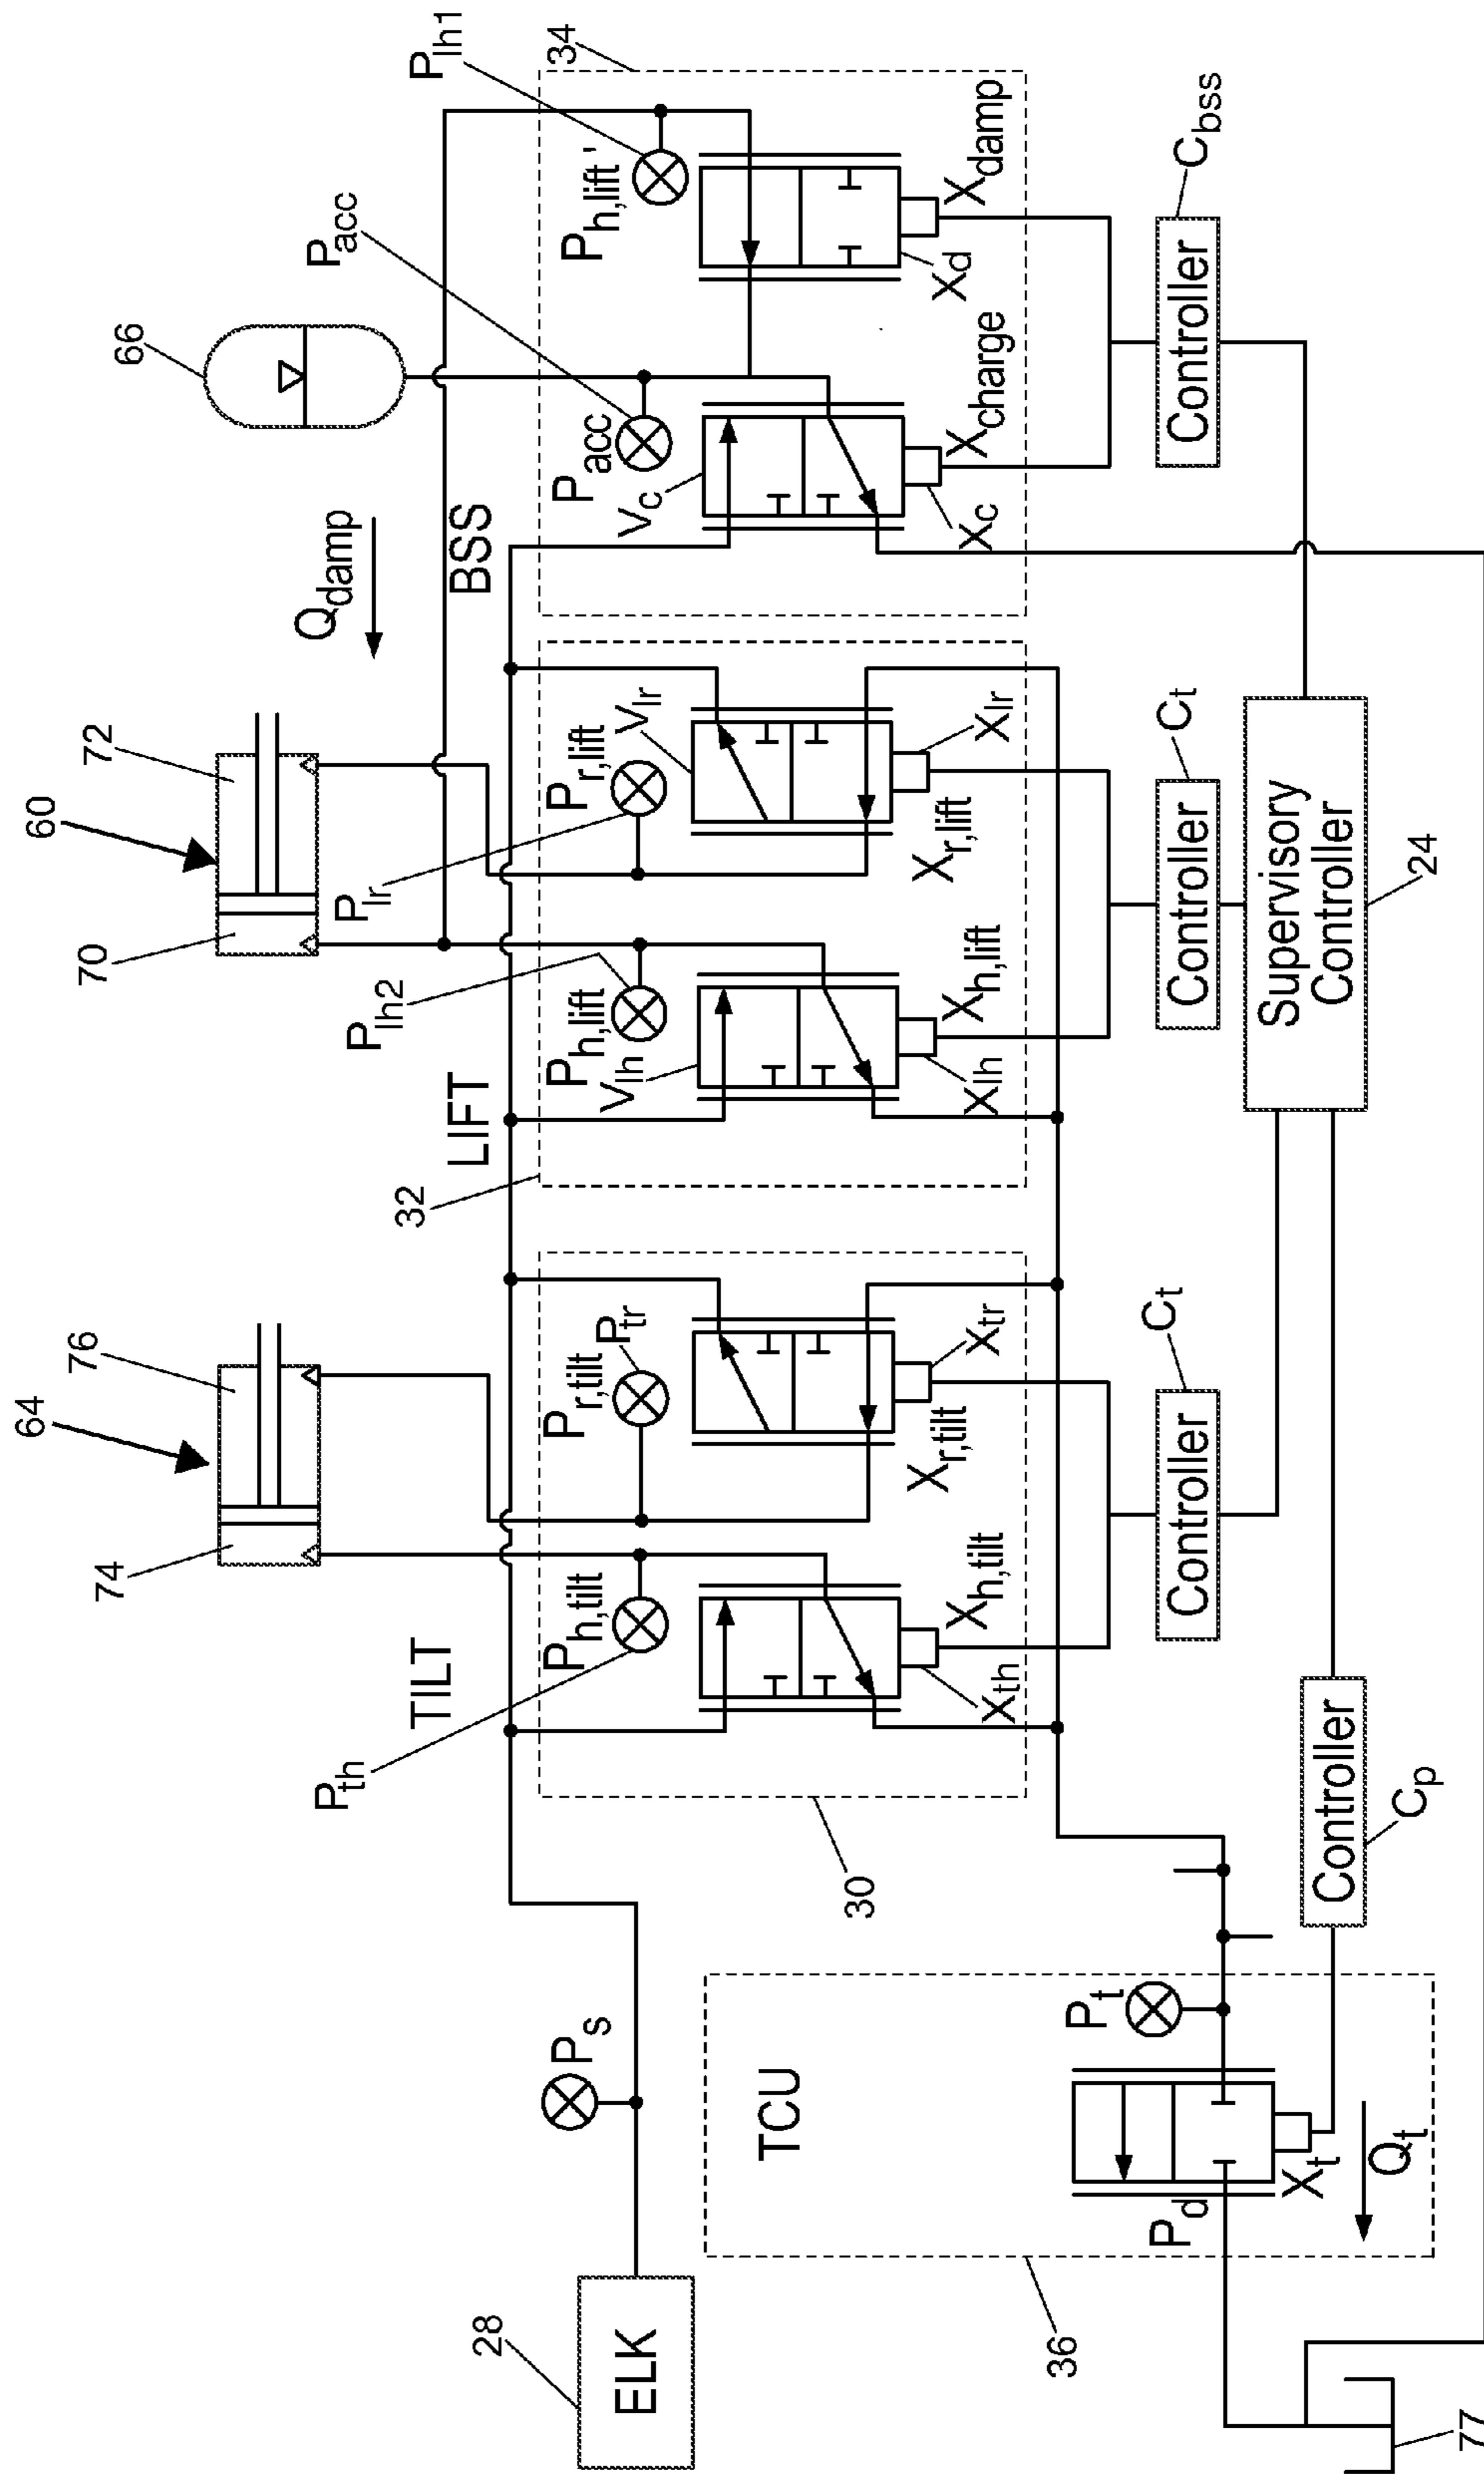 64
76
74
60
72
70
66
P_acc
P_lh1
34
Q_damp
TILT
LIFT
BSS
P_th
P_lh2
P_lr
32
P_s
28
ELK
P_h,tilt
P_r,tilt
P_tr
P_h,lift
P_r,lift
V_lh
V_lr
P_acc
V_c
P_h,lift'
X_th
X_h,tilt
X_r,tilt
X_tr
X_lh
X_h,lift
X_r,lift
X_lr
X_c
X_charge
X_d
X_damp
30
TCU
P_t
P_d
X_t
Q_t
36
77
Controller
C_p
Controller
C_t
Controller
C_t
Controller
C_bss
Supervisory
Controller
24